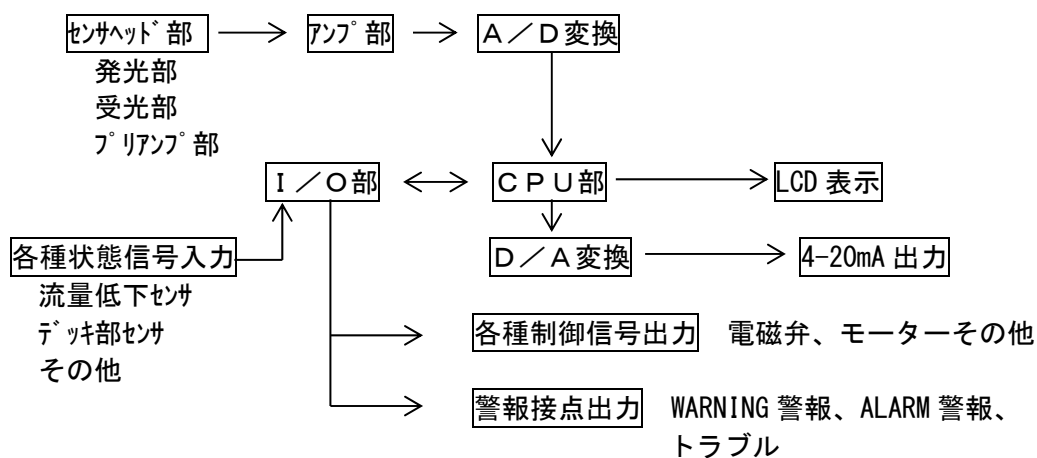 ｾﾝｻﾍｯﾄﾞ部
ｱﾝﾌﾟ部
Ａ／Ｄ変換
発光部
受光部
ﾌﾟﾘｱﾝﾌﾟ部
Ｉ／Ｏ部
ＣＰＵ部
LCD 表示
各種状態信号入力
Ｄ／Ａ変換
4-20mA 出力
流量低下ｾﾝｻ
ﾃﾞｯｷ部ｾﾝｻ
その他
各種制御信号出力 電磁弁、モーターその他
警報接点出力 WARNING 警報、ALARM 警報、
トラブル